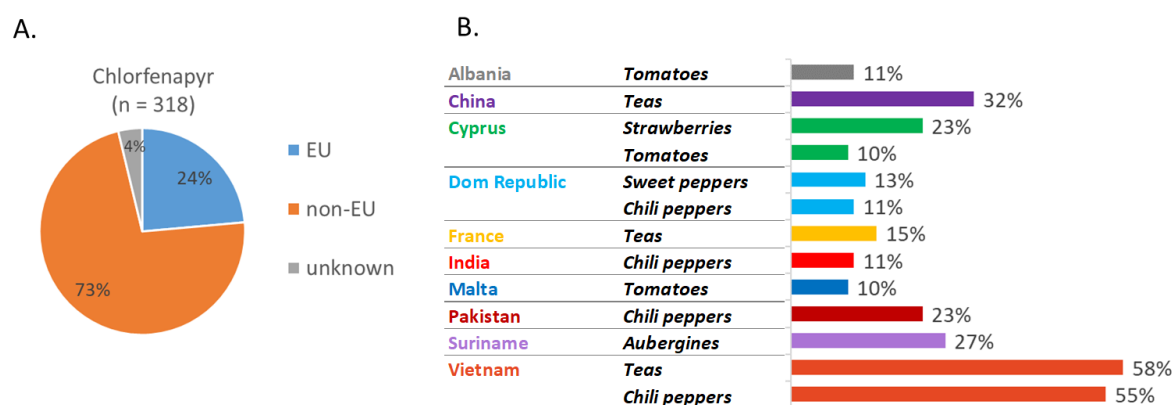 A.
Chlorfenapyr
(n = 318)
4%
24%
73%
EU
non-EU
unknown
B.
Albania Tomatoes 11%
China Teas 32%
Cyprus Strawberries 23%
Tomatoes 10%
Dom Republic Sweet peppers 13%
Chili peppers 11%
France Teas 15%
India Chili peppers 11%
Malta Tomatoes 10%
Pakistan Chili peppers 23%
Suriname Aubergines 27%
Vietnam Teas 58%
Chili peppers 55%